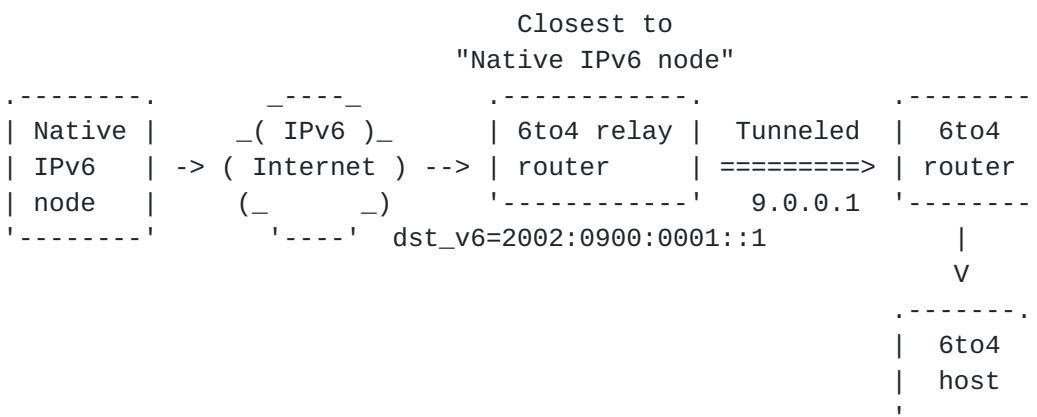 Closest to
                             "Native IPv6 node"
.--------.       _----_        .------------.             .--------
| Native |     _( IPv6 )_      | 6to4 relay |  Tunneled  |  6to4
| IPv6   | -> ( Internet ) --> | router     | =========> | router
| node   |     (_      _)      '------------'   9.0.0.1  '--------
'--------'       '----'  dst_v6=2002:0900:0001::1            |
                                                             V
                                                         .-------.
                                                         |  6to4
                                                         |  host
                                                         '